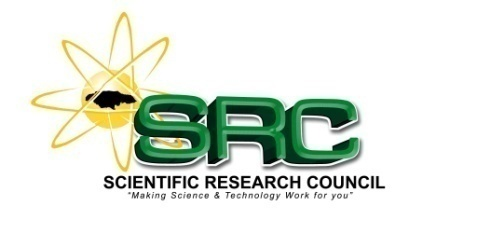 SRC
SCIENTIFIC RESEARCH COUNCIL
"Making Science & Technology Work for you"